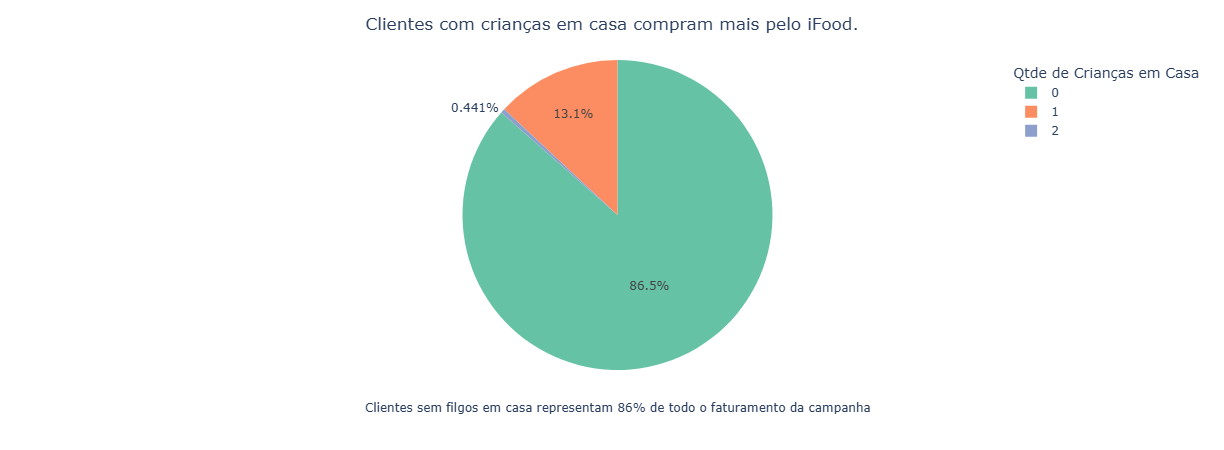 Clientes com crianças em casa compram mais pelo iFood.
Qtde de Crianças em Casa
0
1
2
0.441%
13.1%
86.5%
Clientes sem filgos em casa representam 86% de todo o faturamento da campanha